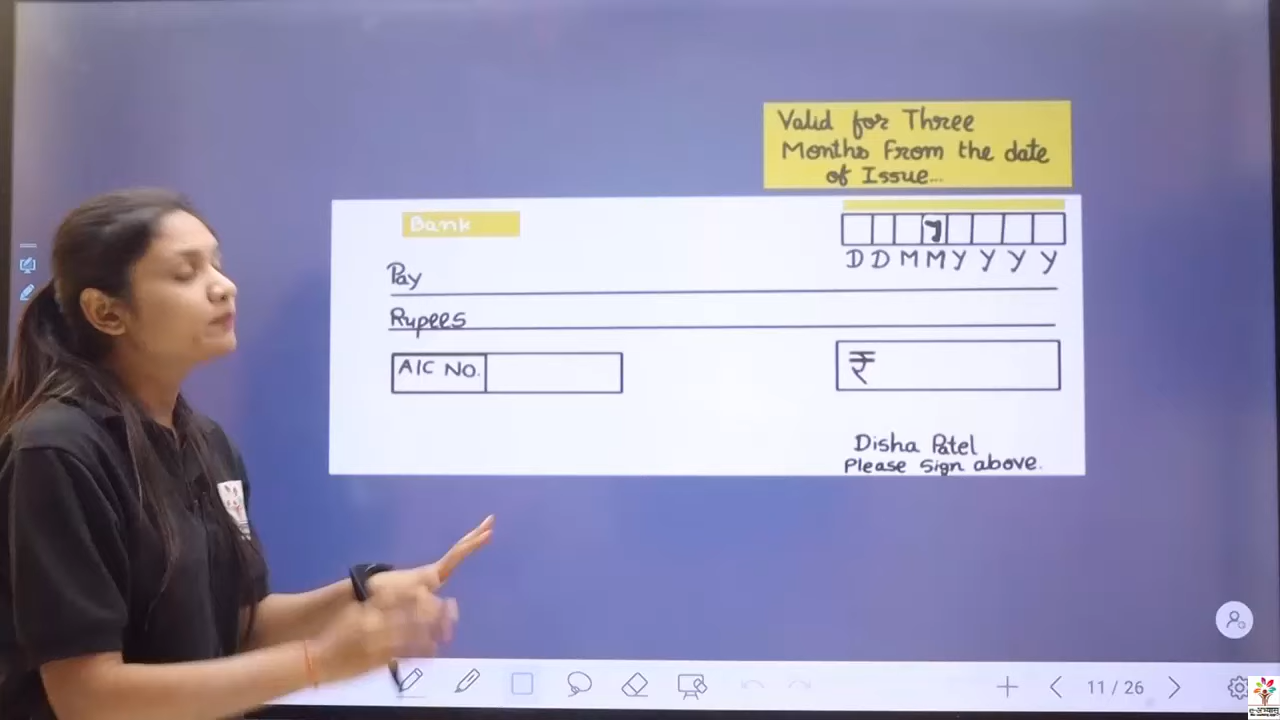 Valid for Three
Months From the date
of Issue...
Bank
D D M M Y Y Y Y
Pay
Rupees
A/C NO.
₹
Disha Patel
Please Sign above.
11/26